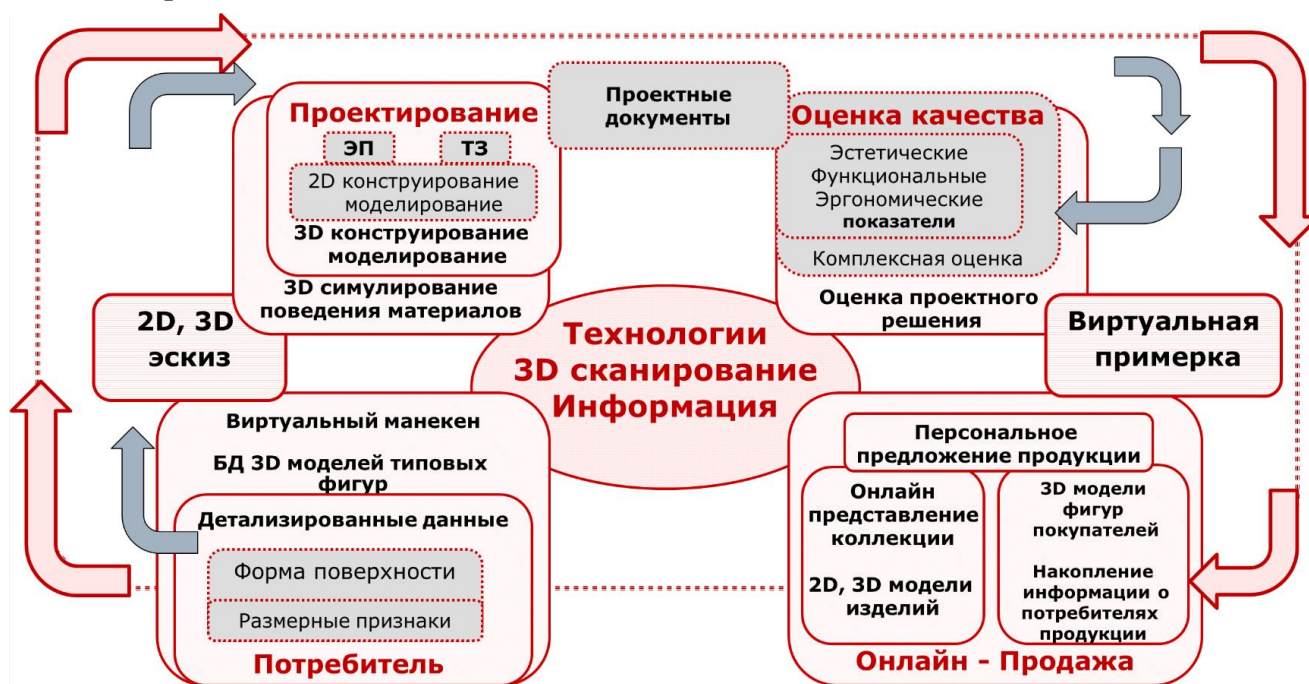 Проектирование
ЭП
ТЗ
2D конструирование
моделирование
3D конструирование
моделирование
3D симулирование
поведения материалов
Проектные
документы
Оценка качества
Эстетические
Функциональные
Эргономические
показатели
Комплексная оценка
Оценка проектного
решения
2D, 3D
эскиз
Технологии
3D сканирование
Информация
Виртуальная
примерка
Виртуальный манекен
БД 3D моделей типовых
фигур
Детализированные данные
Форма поверхности
Размерные признаки
Потребитель
Персональное
предложение продукции
Онлайн
представление
коллекции
2D, 3D модели
изделий
3D модели
фигур
покупателей
Накопление
информации о
потребителях
продукции
Онлайн - Продажа